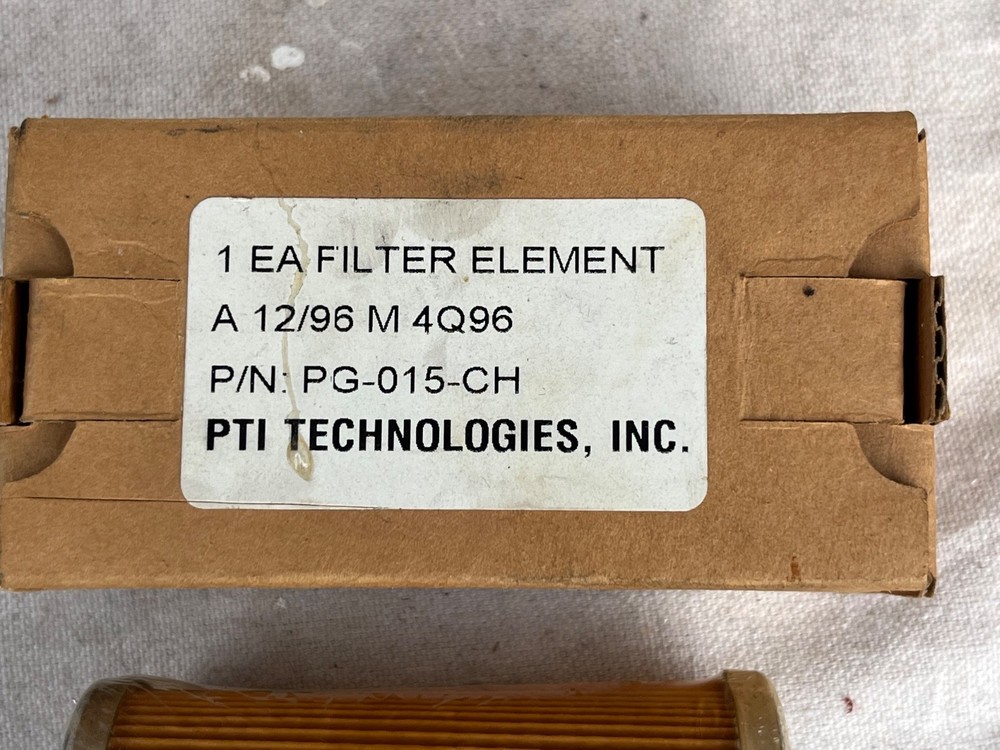 1 EA FILTER ELEMENT
A 12/96 M 4Q96
P/N: PG-015-CH
PTI TECHNOLOGIES, INC.